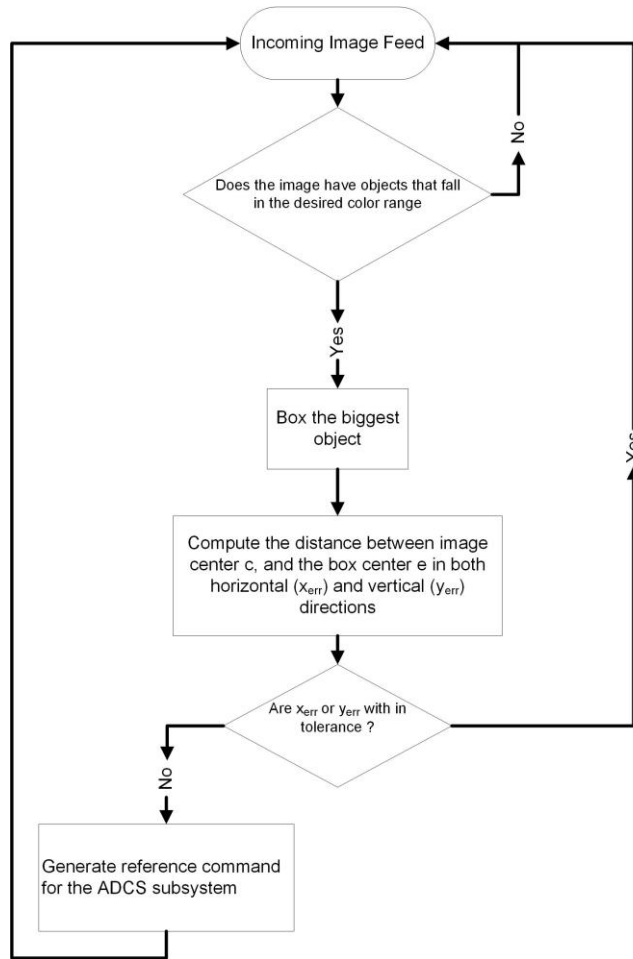 Incoming Image Feed
Does the image have objects that fall
in the desired color range
No
Yes
Box the biggest
object
Compute the distance between image
center c, and the box center e in both
horizontal (xerr) and vertical (yerr)
directions
Are xerr or yerr with in
tolerance ?
Yes
No
Generate reference command
for the ADCS subsystem